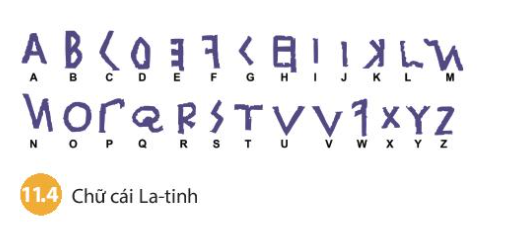 A B C D E F G H I J K L M
N O P Q R S T U V W X Y Z
11.4 Chữ cái La-tinh